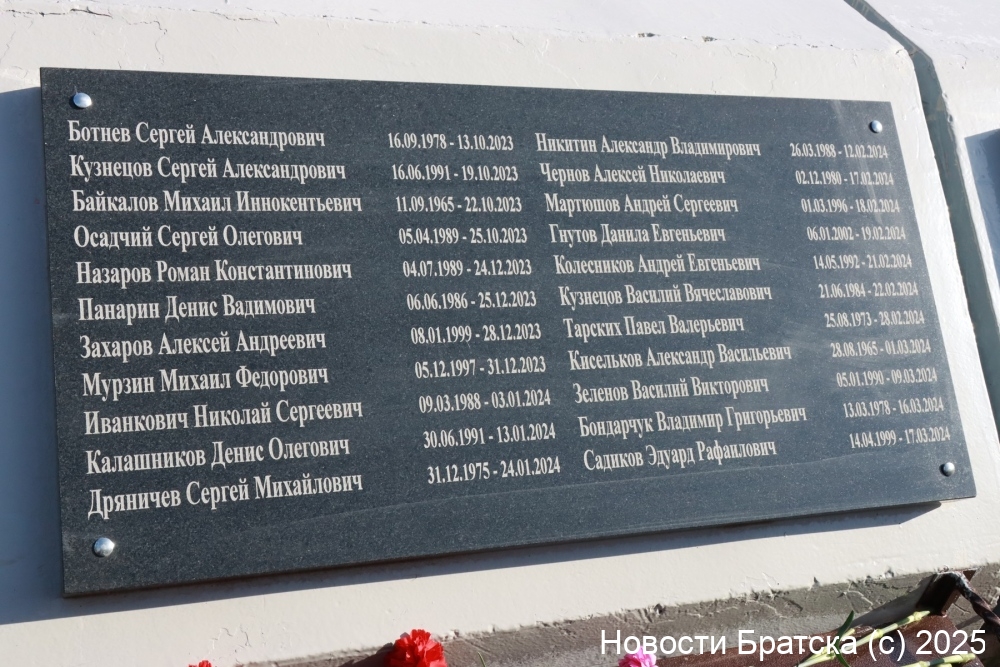 Ботнев Сергей Александрович 16.09.1978 - 13.10.2023
Кузнецов Сергей Александрович 16.06.1991 - 19.10.2023
Байкалов Михаил Иннокентьевич 11.09.1965 - 22.10.2023
Осадчий Сергей Олегович 05.04.1989 - 25.10.2023
Назаров Роман Константинович 04.07.1989 - 24.12.2023
Панарин Денис Вадимович 06.06.1986 - 25.12.2023
Захаров Алексей Андреевич 08.01.1999 - 28.12.2023
Мурзин Михаил Федорович 05.12.1997 - 31.12.2023
Иванкович Николай Сергеевич 09.03.1988 - 03.01.2024
Калашников Денис Олегович 30.06.1991 - 13.01.2024
Дряничев Сергей Михайлович 31.12.1975 - 24.01.2024
Никитин Александр Владимирович 26.03.1988 - 12.02.2024
Чернов Алексей Николаевич 02.12.1980 - 17.02.2024
Мартюшов Андрей Сергеевич 01.03.1996 - 18.02.2024
Гнутов Данила Евгеньевич 06.01.2002 - 19.02.2024
Колесников Андрей Евгеньевич 14.05.1992 - 21.02.2024
Кузнецов Василий Вячеславович 21.06.1984 - 22.02.2024
Тарских Павел Валерьевич 25.08.1973 - 28.02.2024
Кисельков Александр Васильевич 28.08.1965 - 01.03.2024
Зеленов Василий Викторович 05.01.1990 - 09.03.2024
Бондарчук Владимир Григорьевич 13.03.1978 - 16.03.2024
Садиков Эдуард Рафаилович 14.04.1999 - 17.03.2024
Новости Братска (c) 2025